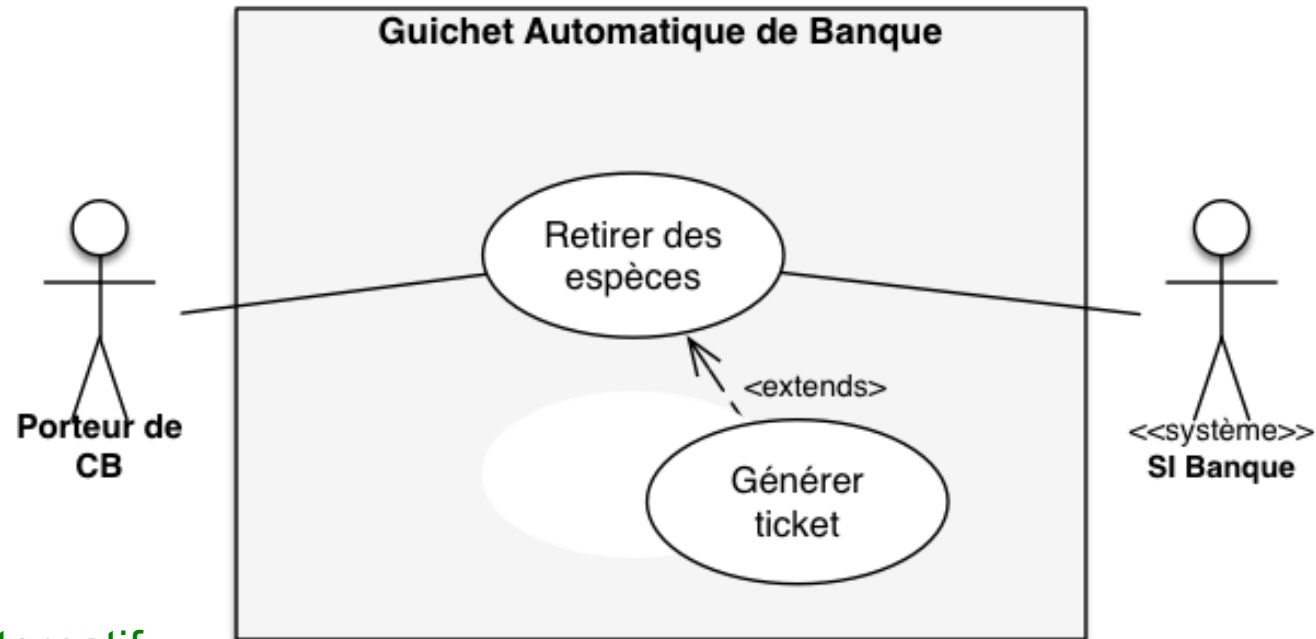 Guichet Automatique de Banque
Retirer des
espèces
<extends>
Porteur de
CB
<<système>>
SI Banque
Générer
ticket